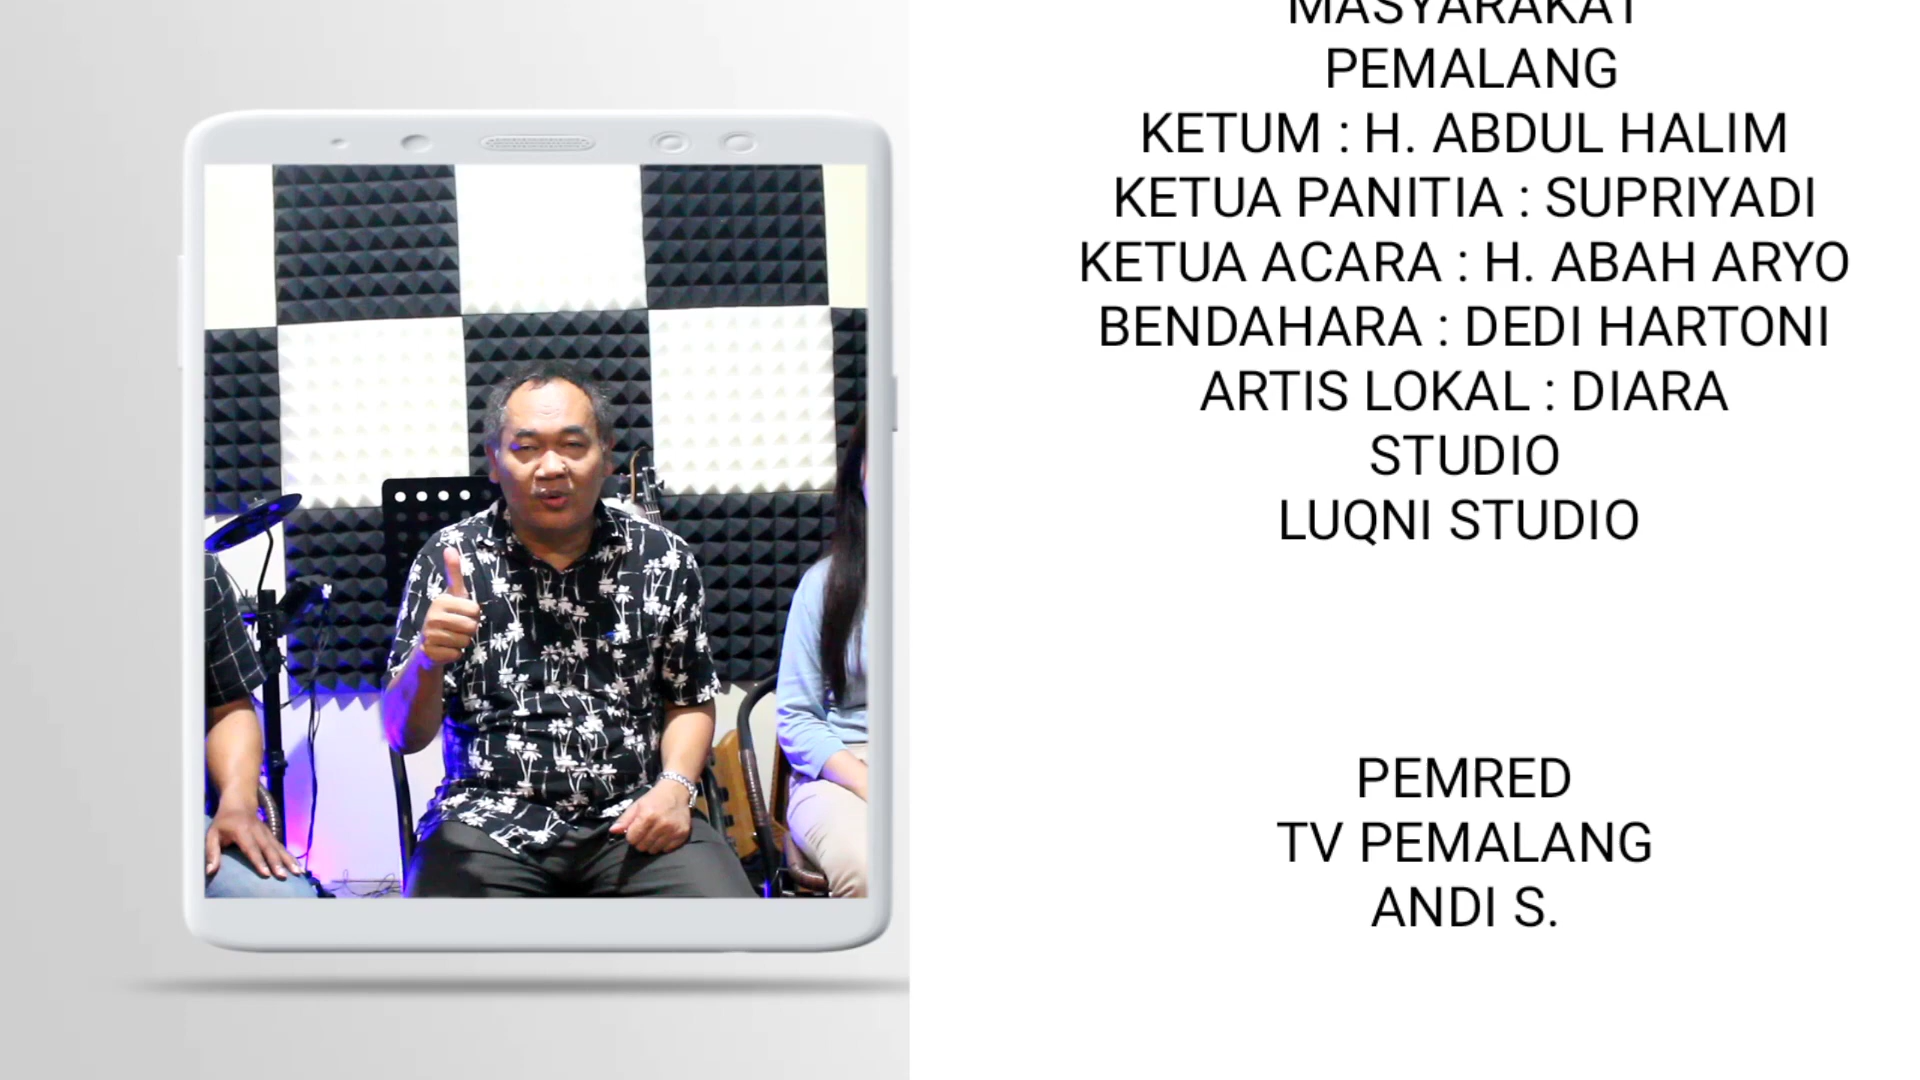 MASYARAKAT
PEMALANG
KETUM : H. ABDUL HALIM
KETUA PANITIA : SUPRIYADI
KETUA ACARA : H. ABAH ARYO
BENDAHARA : DEDI HARTONI
ARTIS LOKAL : DIARA
STUDIO
LUQNI STUDIO
PEMRED
TV PEMALANG
ANDI S.